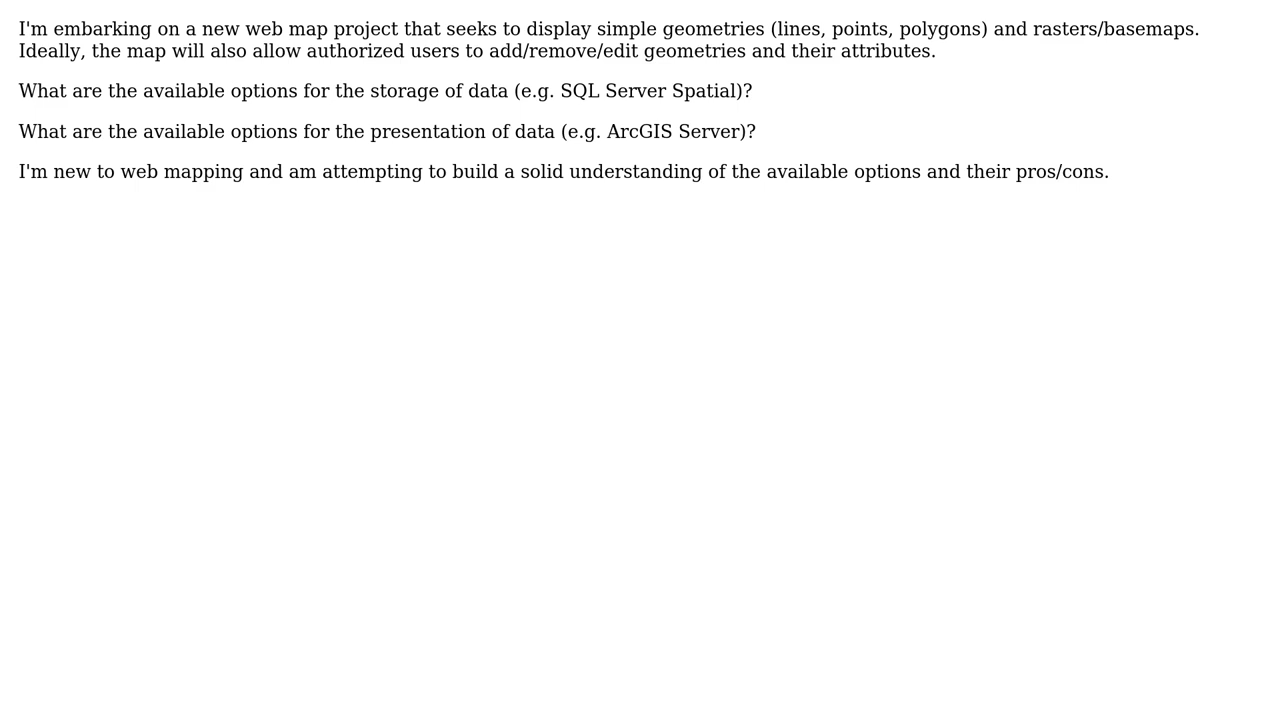 I'm embarking on a new web map project that seeks to display simple geometries (lines, points, polygons) and rasters/basemaps.
Ideally, the map will also allow authorized users to add/remove/edit geometries and their attributes.
What are the available options for the storage of data (e.g. SQL Server Spatial)?
What are the available options for the presentation of data (e.g. ArcGIS Server)?
I'm new to web mapping and am attempting to build a solid understanding of the available options and their pros/cons.